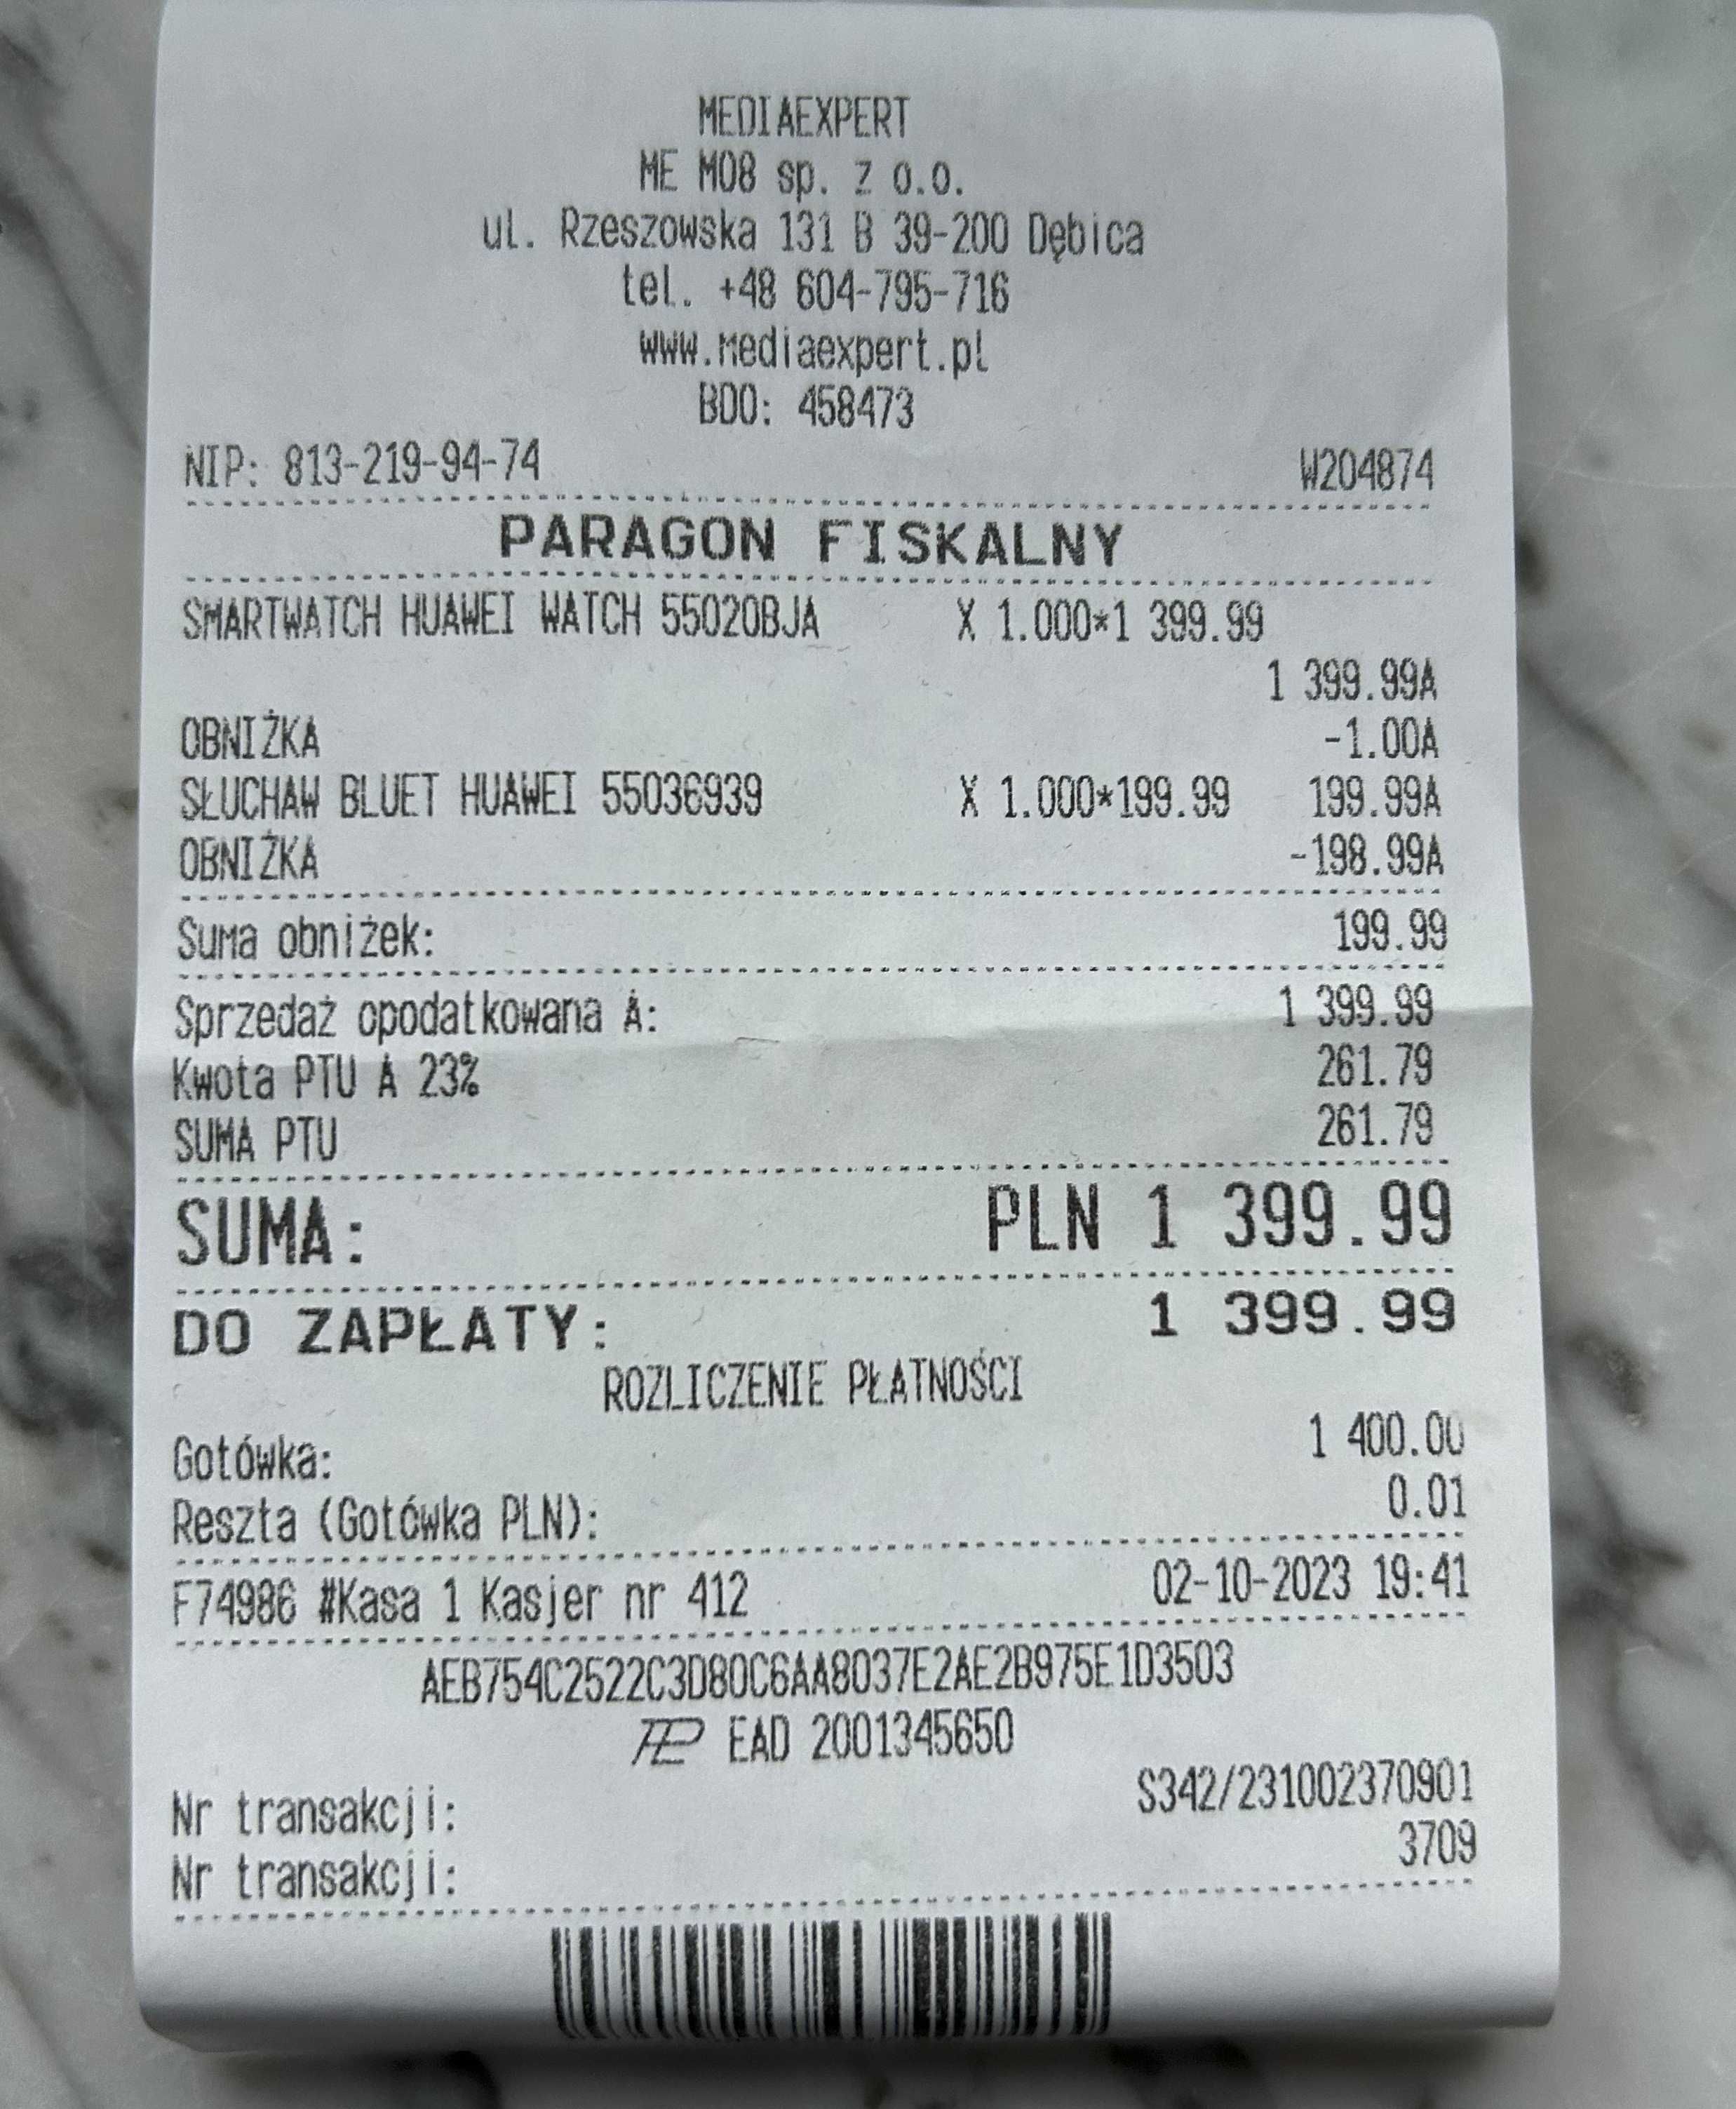 MEDIAEXPERT
ME M08 sp. z o.o.
ul. Rzeszowska 131 B 39-200 Dębica
tel. +48 604-795-716
www.mediaexpert.pl
BDO: 458473
NIP: 813-219-94-74 W204874
PARAGON FISKALNY
SMARTWATCH HUAWEI WATCH 55020BJA X 1.000*1 399.99
1 399.99A
OBNIŻKA -1.00A
SŁUCHAW BLUET HUAWEI 55036939 X 1.000*199.99 199.99A
OBNIŻKA -198.99A
Suma obniżek: 199.99
Sprzedaż opodatkowana A: 1 399.99
Kwota PTU A 23% 261.79
SUMA PTU 261.79
SUMA: PLN 1 399.99
DO ZAPŁATY: 1 399.99
ROZLICZENIE PŁATNOŚCI
Gotówka: 1 400.00
Reszta (Gotówka PLN): 0.01
F74986 #Kasa 1 Kasjer nr 412 02-10-2023 19:41
AEB754C2522C3D80C6AA8037E2AE2B975E1D3503
EAD 2001345650
Nr transakcji: S342/231002370901
Nr transakcji: 3709